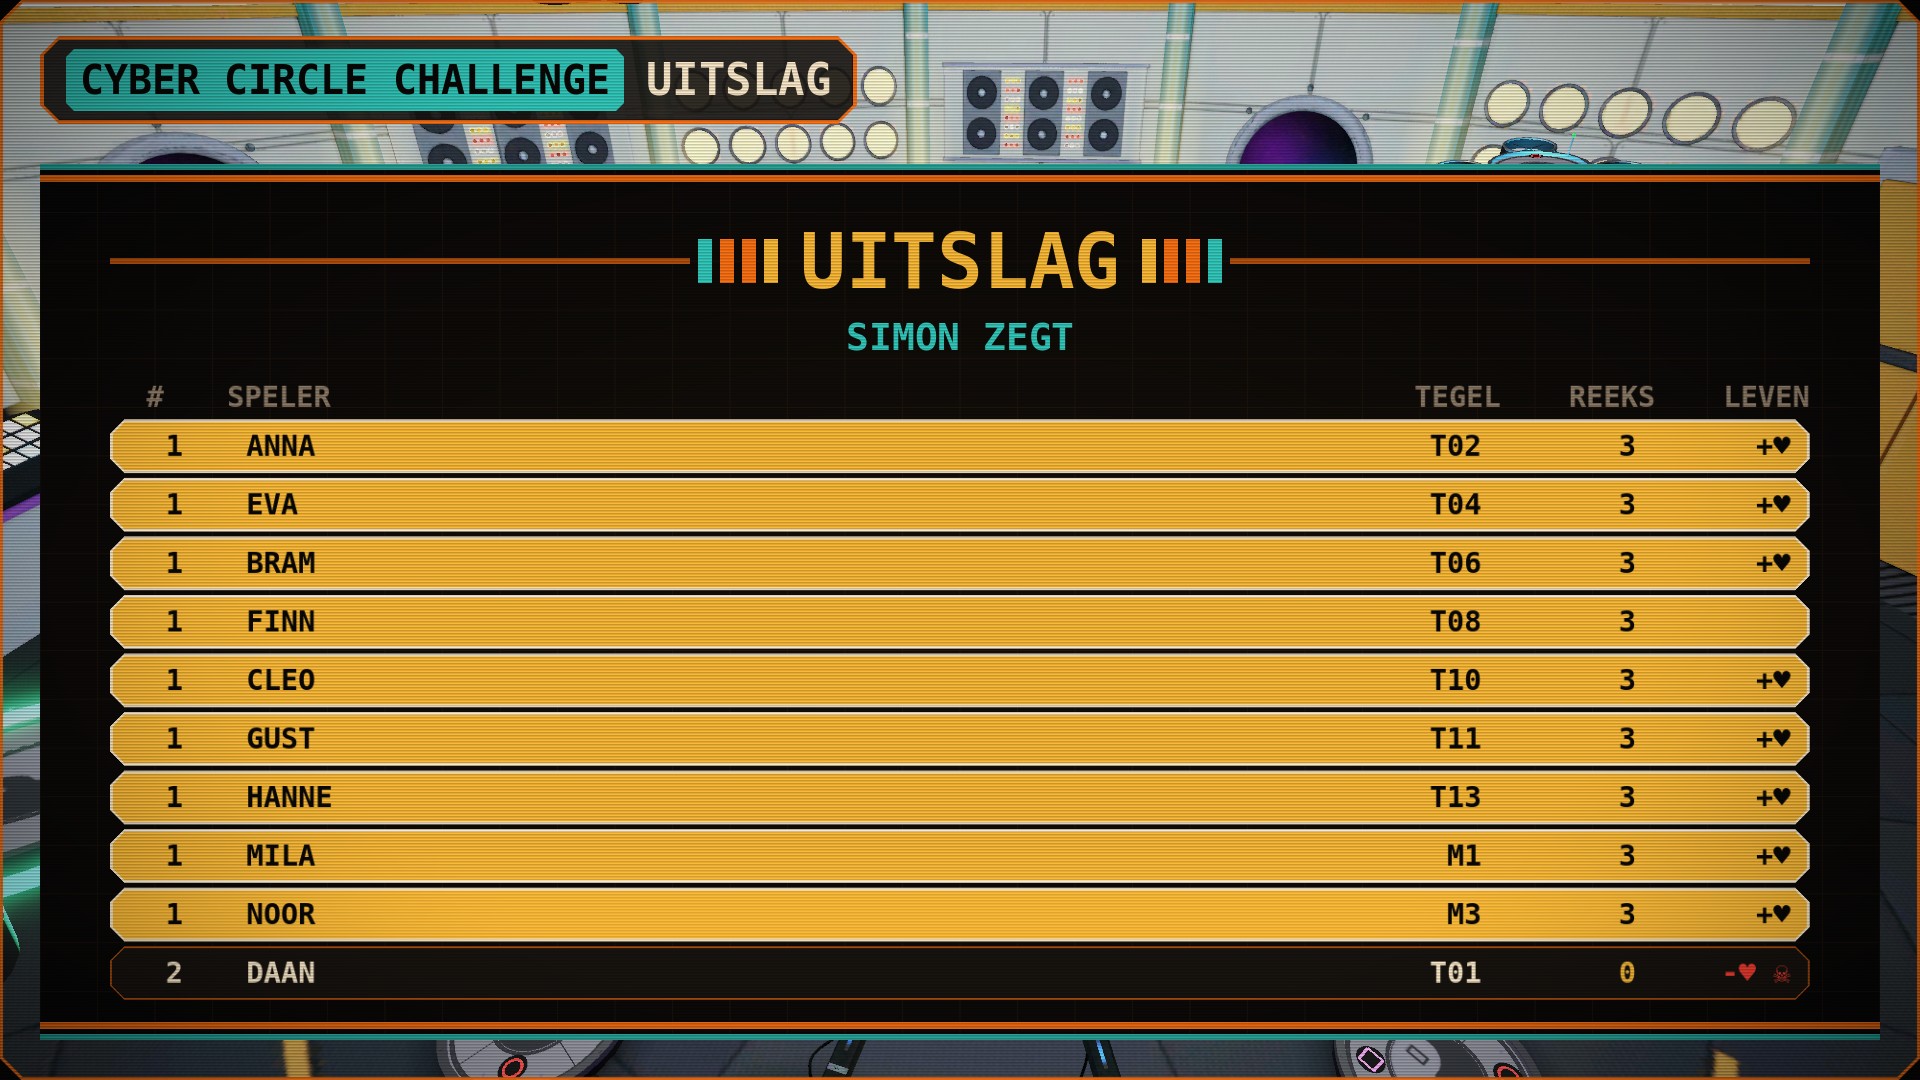 CYBER CIRCLE CHALLENGE UITSLAG
UITSLAG
SIMON ZEGT
# SPELER TEGEL REEKS LEVEN
1 ANNA T02 3 +♥
1 EVA T04 3 +♥
1 BRAM T06 3 +♥
1 FINN T08 3
1 CLEO T10 3 +♥
1 GUST T11 3 +♥
1 HANNE T13 3 +♥
1 MILA M1 3 +♥
1 NOOR M3 3 +♥
2 DAAN T01 0 -♥ ☠